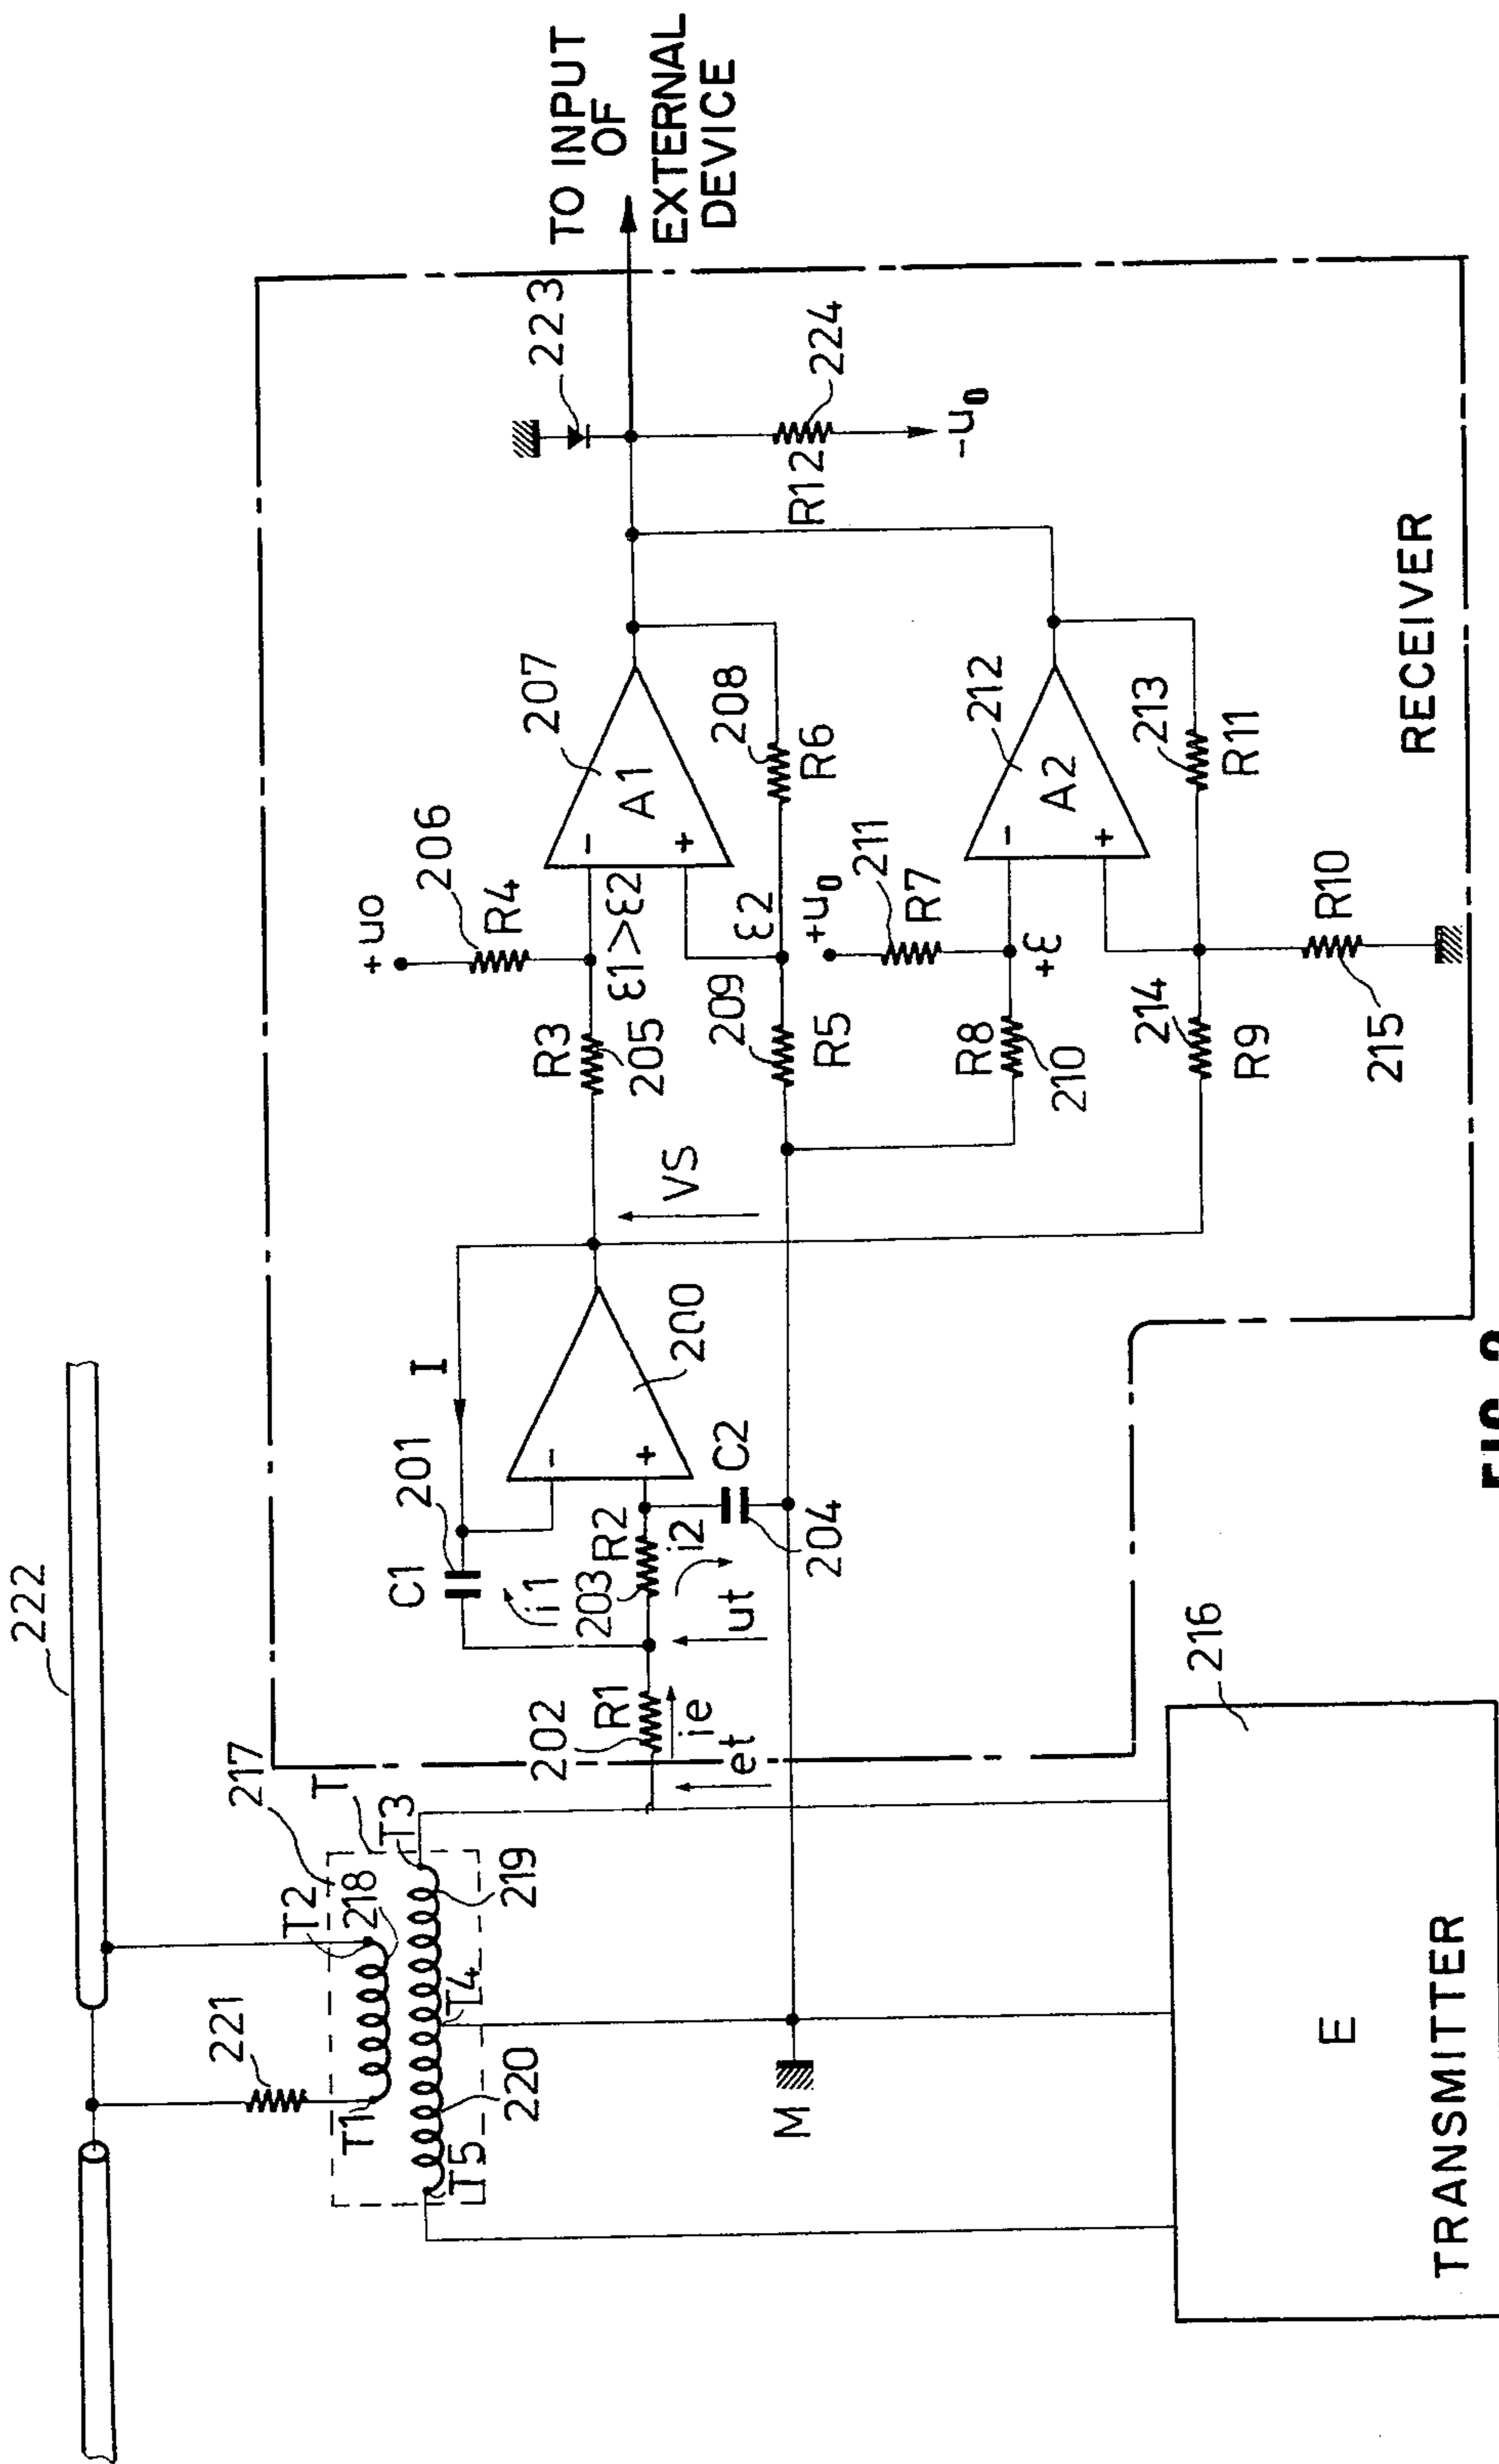 222
221
217
T
T1
T2
218
T3
219
T4
220
T5
M
E
TRANSMITTER
216
202
R1
ie
et
ut
C1
201
i1
203
R2
i2
C2
204
I
200
VS
R3
205
+uo
206
R4
ε1>ε2
207
-
A1
+
209
R5
ε2
208
R6
+u0
211
R7
R8
210
+ε
212
-
A2
+
213
R11
214
R9
R10
215
223
224
R12
-u0
RECEIVER
TO INPUT
OF
EXTERNAL
DEVICE
-
+